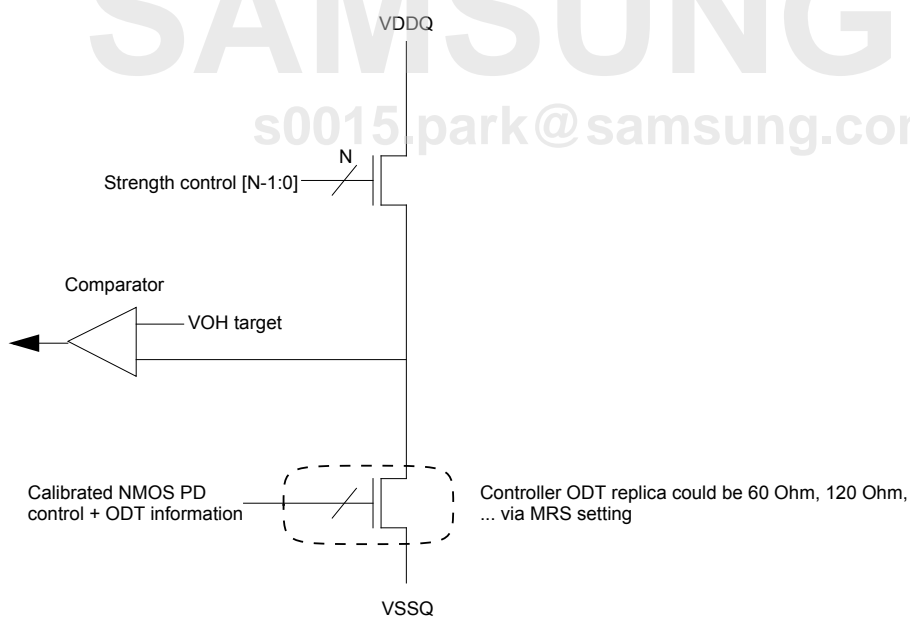 SAMSUNG
VDDQ
s0015.park@samsung.com
N
Strength control [N-1:0]
Comparator
VOH target
Calibrated NMOS PD
control + ODT information
Controller ODT replica could be 60 Ohm, 120 Ohm,
... via MRS setting
VSSQ